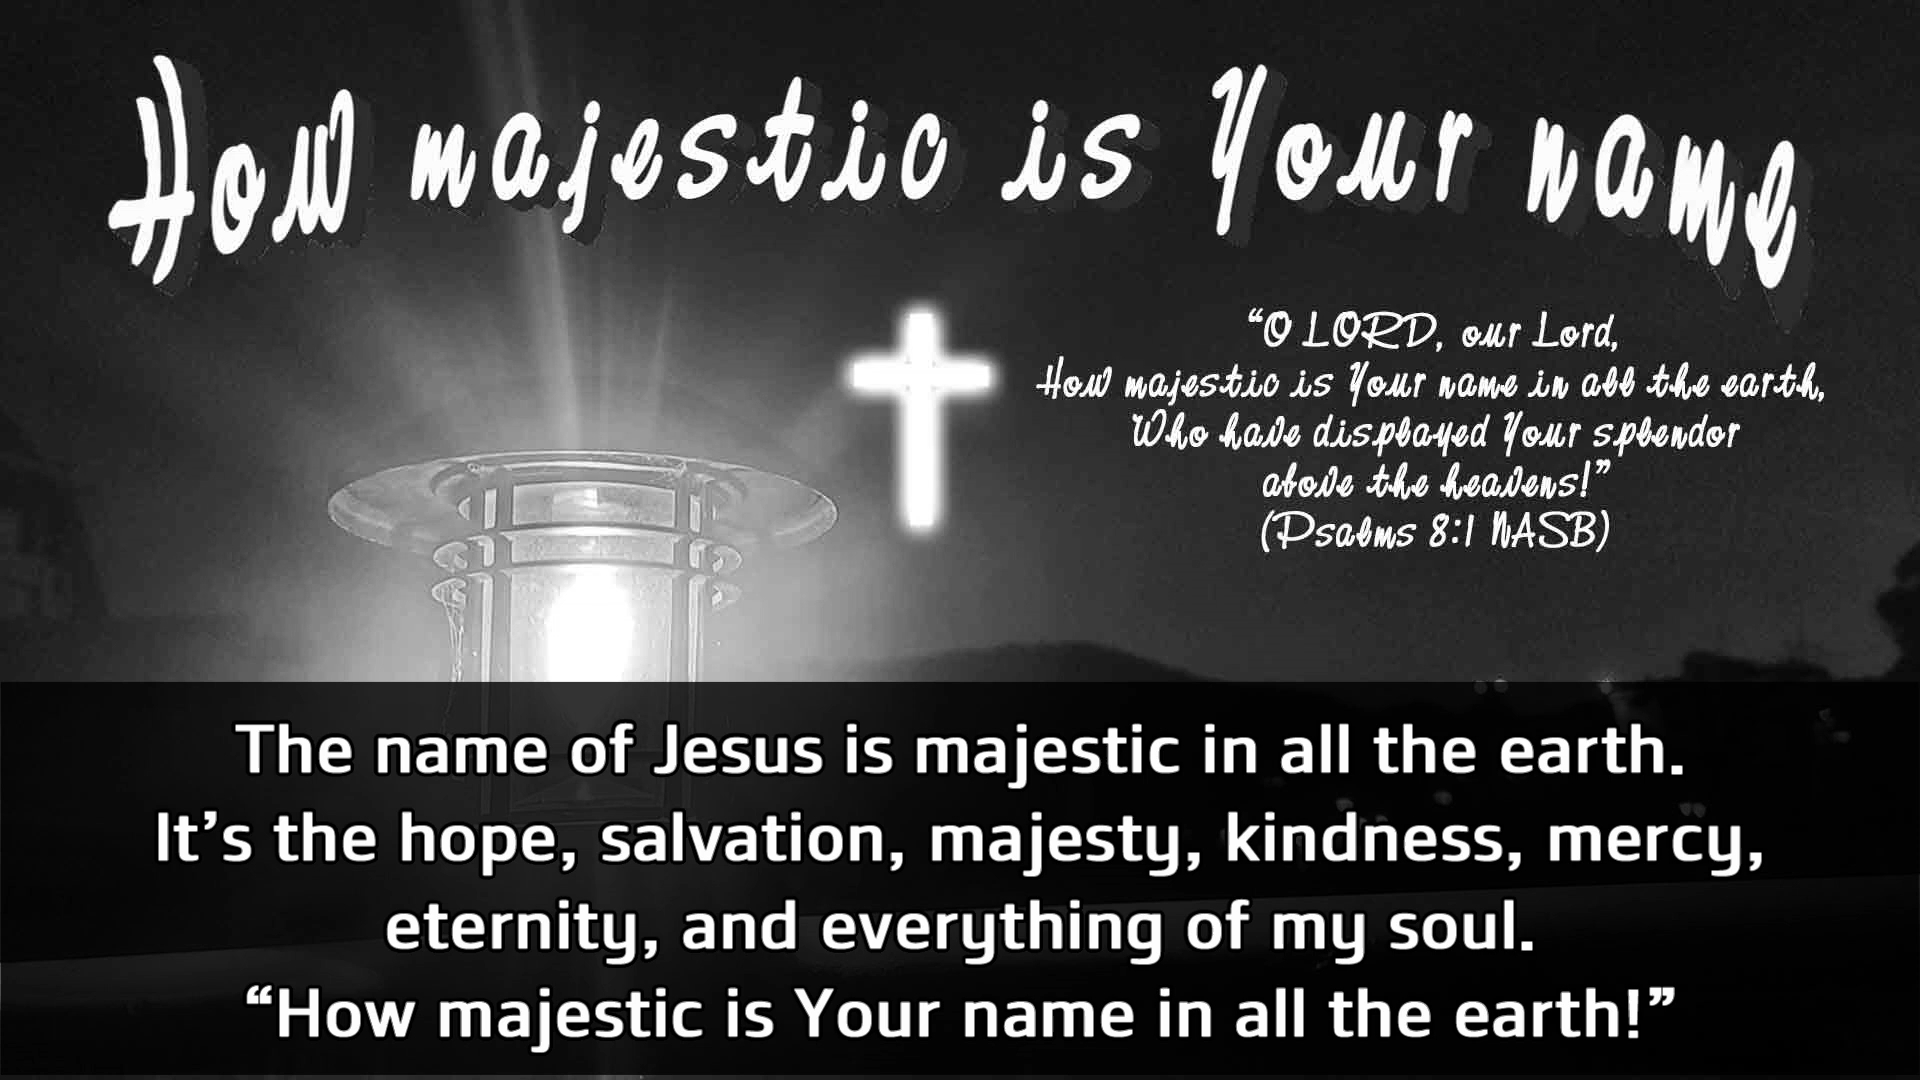 How majestic is Your name
“O LORD, our Lord,
How majestic is Your name in all the earth,
Who have displayed Your splendor
above the heavens!”
(Psalms 8:1 NASB)
The name of Jesus is majestic in all the earth.
It’s the hope, salvation, majesty, kindness, mercy,
eternity, and everything of my soul.
“How majestic is Your name in all the earth!”